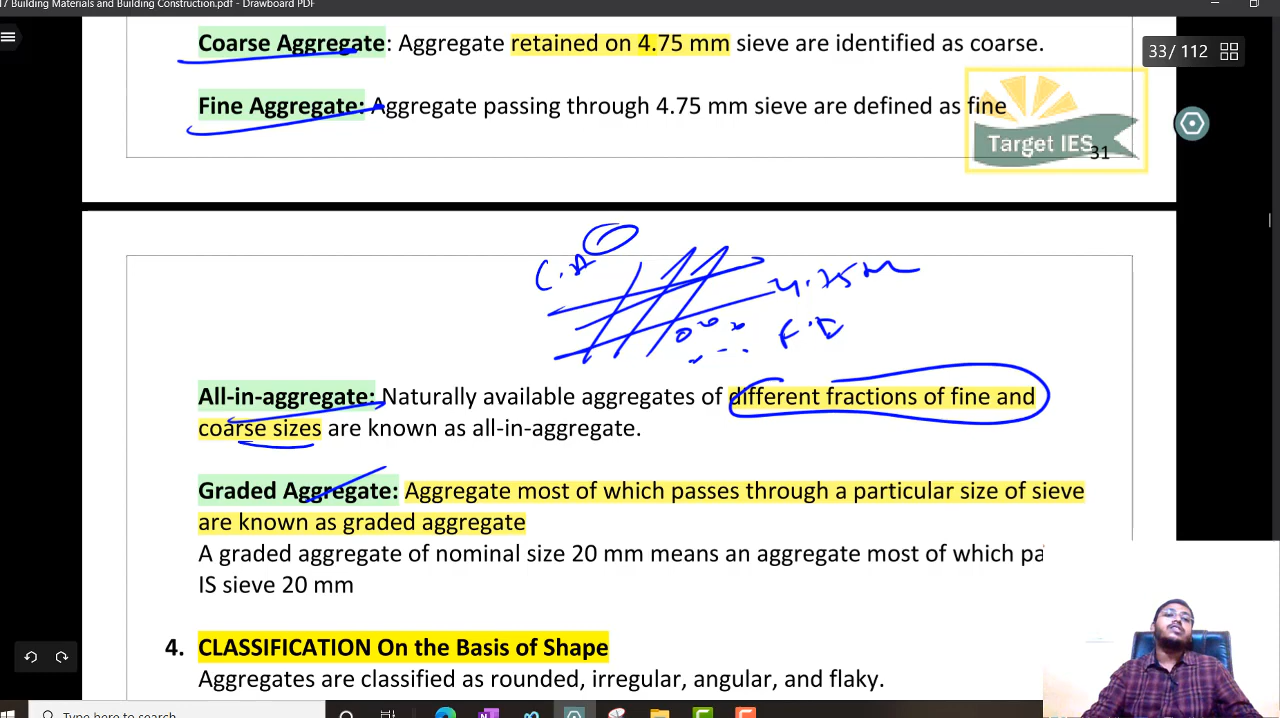 17 Building Materials and Building Construction.pdf - Drawboard PDF
33/ 112
Coarse Aggregate: Aggregate retained on 4.75 mm sieve are identified as coarse.
Fine Aggregate: Aggregate passing through 4.75 mm sieve are defined as fine
Target IES
31
C.A
4.75
All-in-aggregate: Naturally available aggregates of different fractions of fine and
coarse sizes are known as all-in-aggregate.
Graded Aggregate: Aggregate most of which passes through a particular size of sieve
are known as graded aggregate
A graded aggregate of nominal size 20 mm means an aggregate most of which pa
IS sieve 20 mm
4. CLASSIFICATION On the Basis of Shape
Aggregates are classified as rounded, irregular, angular, and flaky.
Type here to search